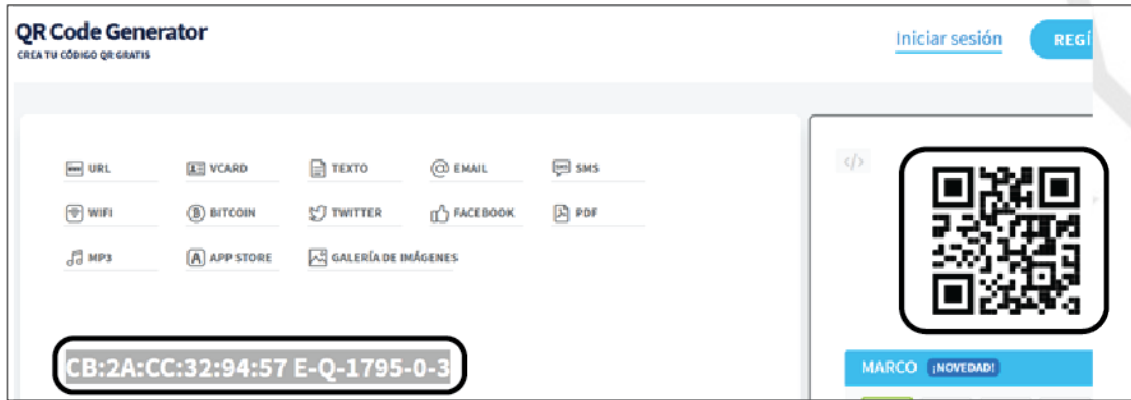 QR Code Generator
CREA TU CÓDIGO QR GRATIS
Iniciar sesión
REGÍ
URL
VCARD
TEXTO
EMAIL
SMS
WIFI
BITCOIN
TWITTER
FACEBOOK
PDF
MP3
APP STORE
GALERÍA DE IMÁGENES
</>
CB:2A:CC:32:94:57 E-Q-1795-0-3
MARCO ¡NOVEDAD!